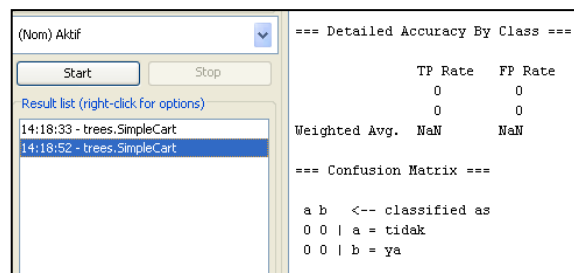 (Nom) Aktif
Start
Stop
Result list (right-click for options)
14:18:33 - trees.SimpleCart
14:18:52 - trees.SimpleCart
=== Detailed Accuracy By Class ===
TP Rate FP Rate
0 0
0 0
Weighted Avg. NaN NaN
=== Confusion Matrix ===
a b <-- classified as
0 0 | a = tidak
0 0 | b = ya